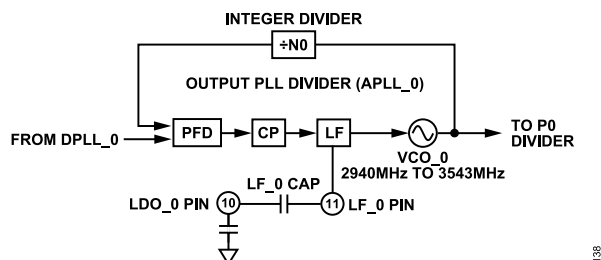 INTEGER DIVIDER
÷N0
OUTPUT PLL DIVIDER (APLL_0)
FROM DPLL_0
PFD
CP
LF
TO P0
DIVIDER
VCO_0
2940MHz TO 3543MHz
LF_0 CAP
LDO_0 PIN
10
11
LF_0 PIN
138